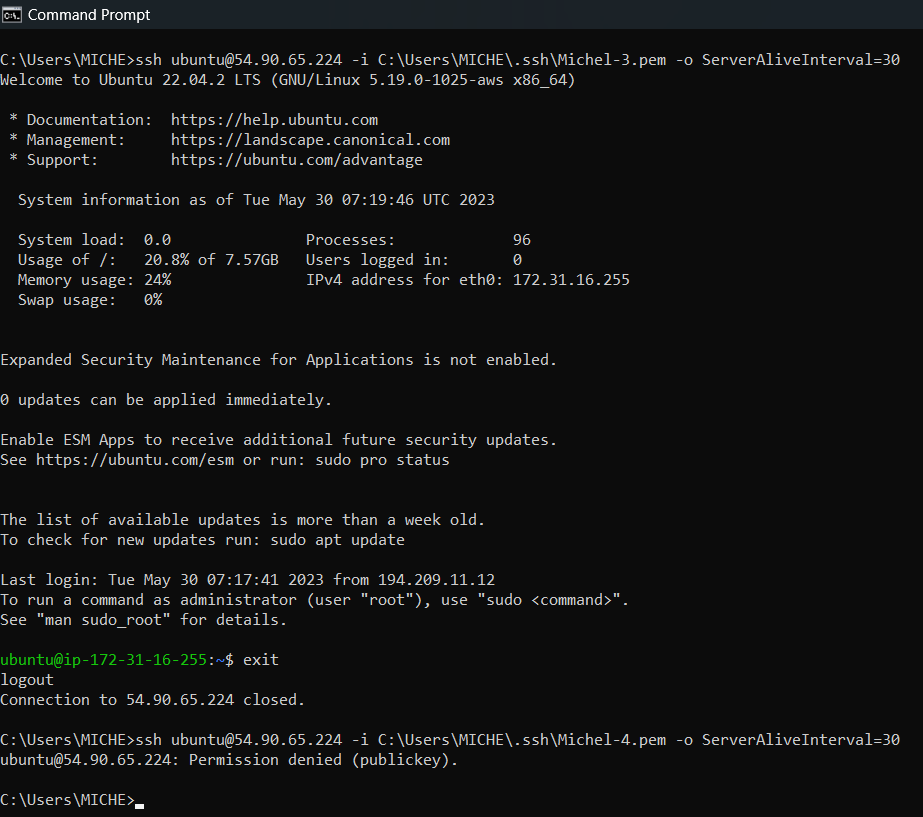 Command Prompt
C:\Users\MICHE>ssh ubuntu@54.90.65.224 -i C:\Users\MICHE\.ssh\Michel-3.pem -o ServerAliveInterval=30
Welcome to Ubuntu 22.04.2 LTS (GNU/Linux 5.19.0-1025-aws x86_64)
* Documentation:  https://help.ubuntu.com
* Management:     https://landscape.canonical.com
* Support:        https://ubuntu.com/advantage
System information as of Tue May 30 07:19:46 UTC 2023
System load:  0.0               Processes:             96
Usage of /:   20.8% of 7.57GB   Users logged in:       0
Memory usage: 24%               IPv4 address for eth0: 172.31.16.255
Swap usage:   0%
Expanded Security Maintenance for Applications is not enabled.
0 updates can be applied immediately.
Enable ESM Apps to receive additional future security updates.
See https://ubuntu.com/esm or run: sudo pro status
The list of available updates is more than a week old.
To check for new updates run: sudo apt update
Last login: Tue May 30 07:17:41 2023 from 194.209.11.12
To run a command as administrator (user "root"), use "sudo <command>".
See "man sudo_root" for details.
ubuntu@ip-172-31-16-255:~$ exit
logout
Connection to 54.90.65.224 closed.
C:\Users\MICHE>ssh ubuntu@54.90.65.224 -i C:\Users\MICHE\.ssh\Michel-4.pem -o ServerAliveInterval=30
ubuntu@54.90.65.224: Permission denied (publickey).
C:\Users\MICHE>